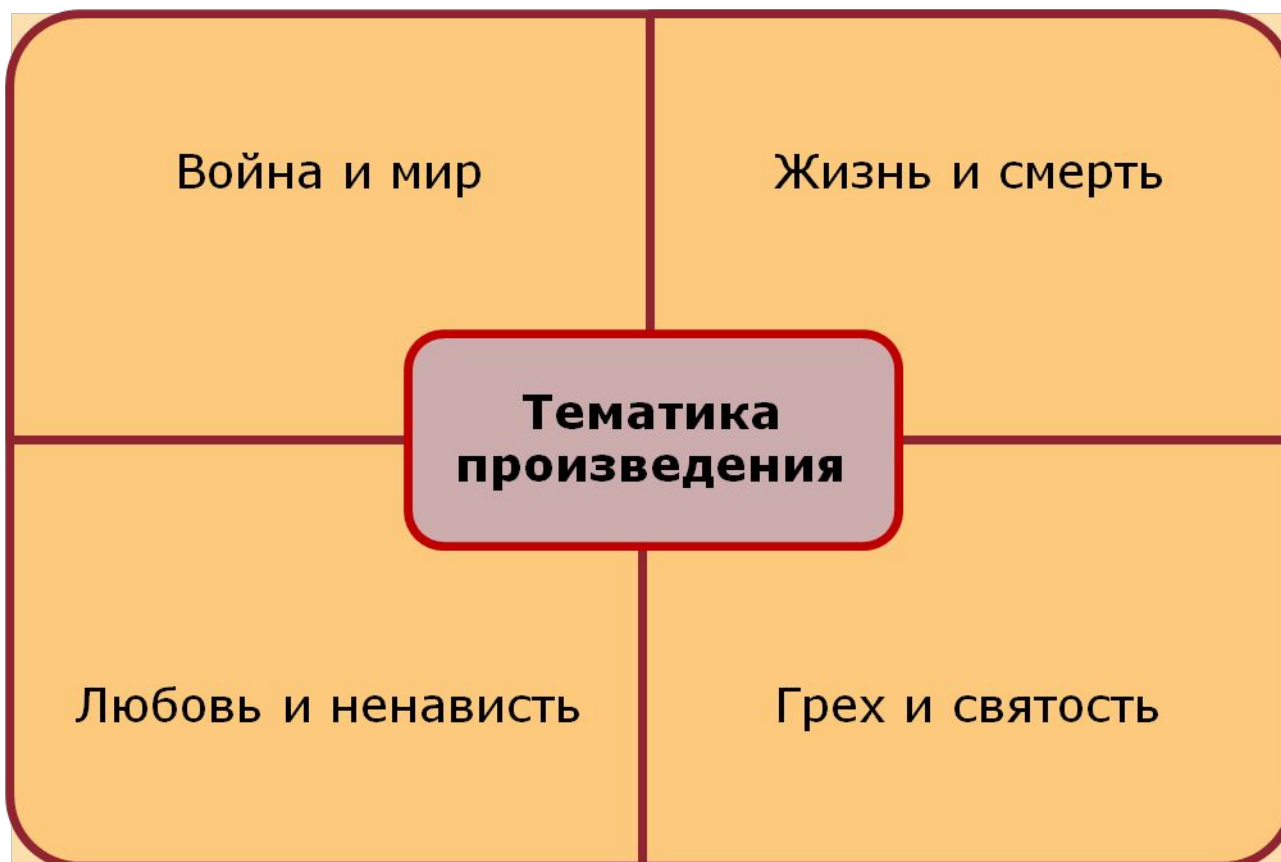 Война и мир
Жизнь и смерть
Тематика
произведения
Любовь и ненависть
Грех и святость